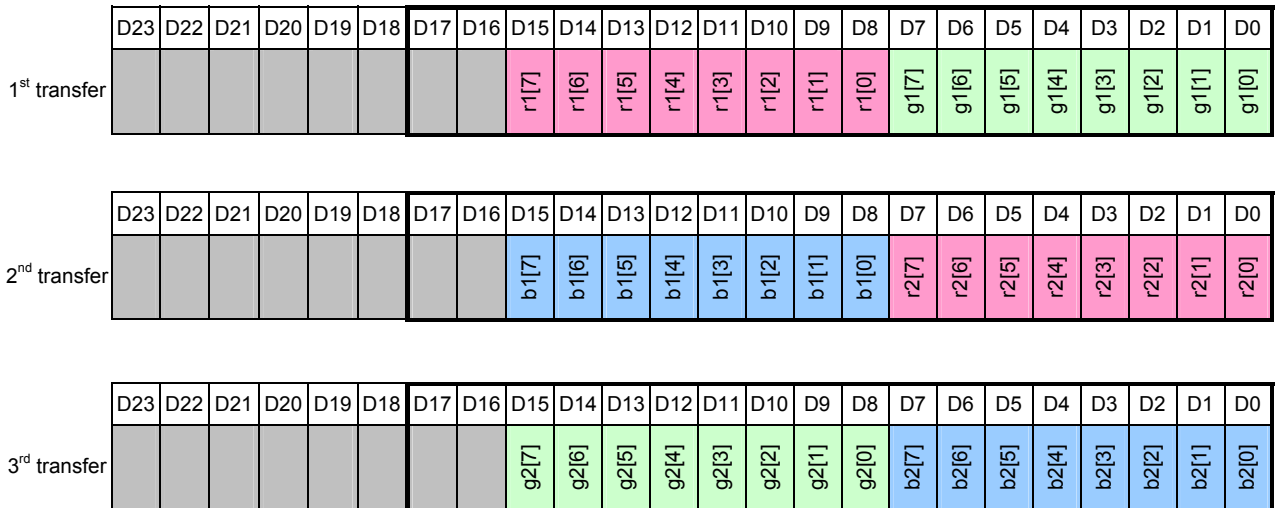 D23 D22 D21 D20 D19 D18 D17 D16 D15 D14 D13 D12 D11 D10 D9 D8 D7 D6 D5 D4 D3 D2 D1 D0
1st transfer r1[7] r1[6] r1[5] r1[4] r1[3] r1[2] r1[1] r1[0] g1[7] g1[6] g1[5] g1[4] g1[3] g1[2] g1[1] g1[0]
D23 D22 D21 D20 D19 D18 D17 D16 D15 D14 D13 D12 D11 D10 D9 D8 D7 D6 D5 D4 D3 D2 D1 D0
2nd transfer b1[7] b1[6] b1[5] b1[4] b1[3] b1[2] b1[1] b1[0] r2[7] r2[6] r2[5] r2[4] r2[3] r2[2] r2[1] r2[0]
D23 D22 D21 D20 D19 D18 D17 D16 D15 D14 D13 D12 D11 D10 D9 D8 D7 D6 D5 D4 D3 D2 D1 D0
3rd transfer g2[7] g2[6] g2[5] g2[4] g2[3] g2[2] g2[1] g2[0] b2[7] b2[6] b2[5] b2[4] b2[3] b2[2] b2[1] b2[0]